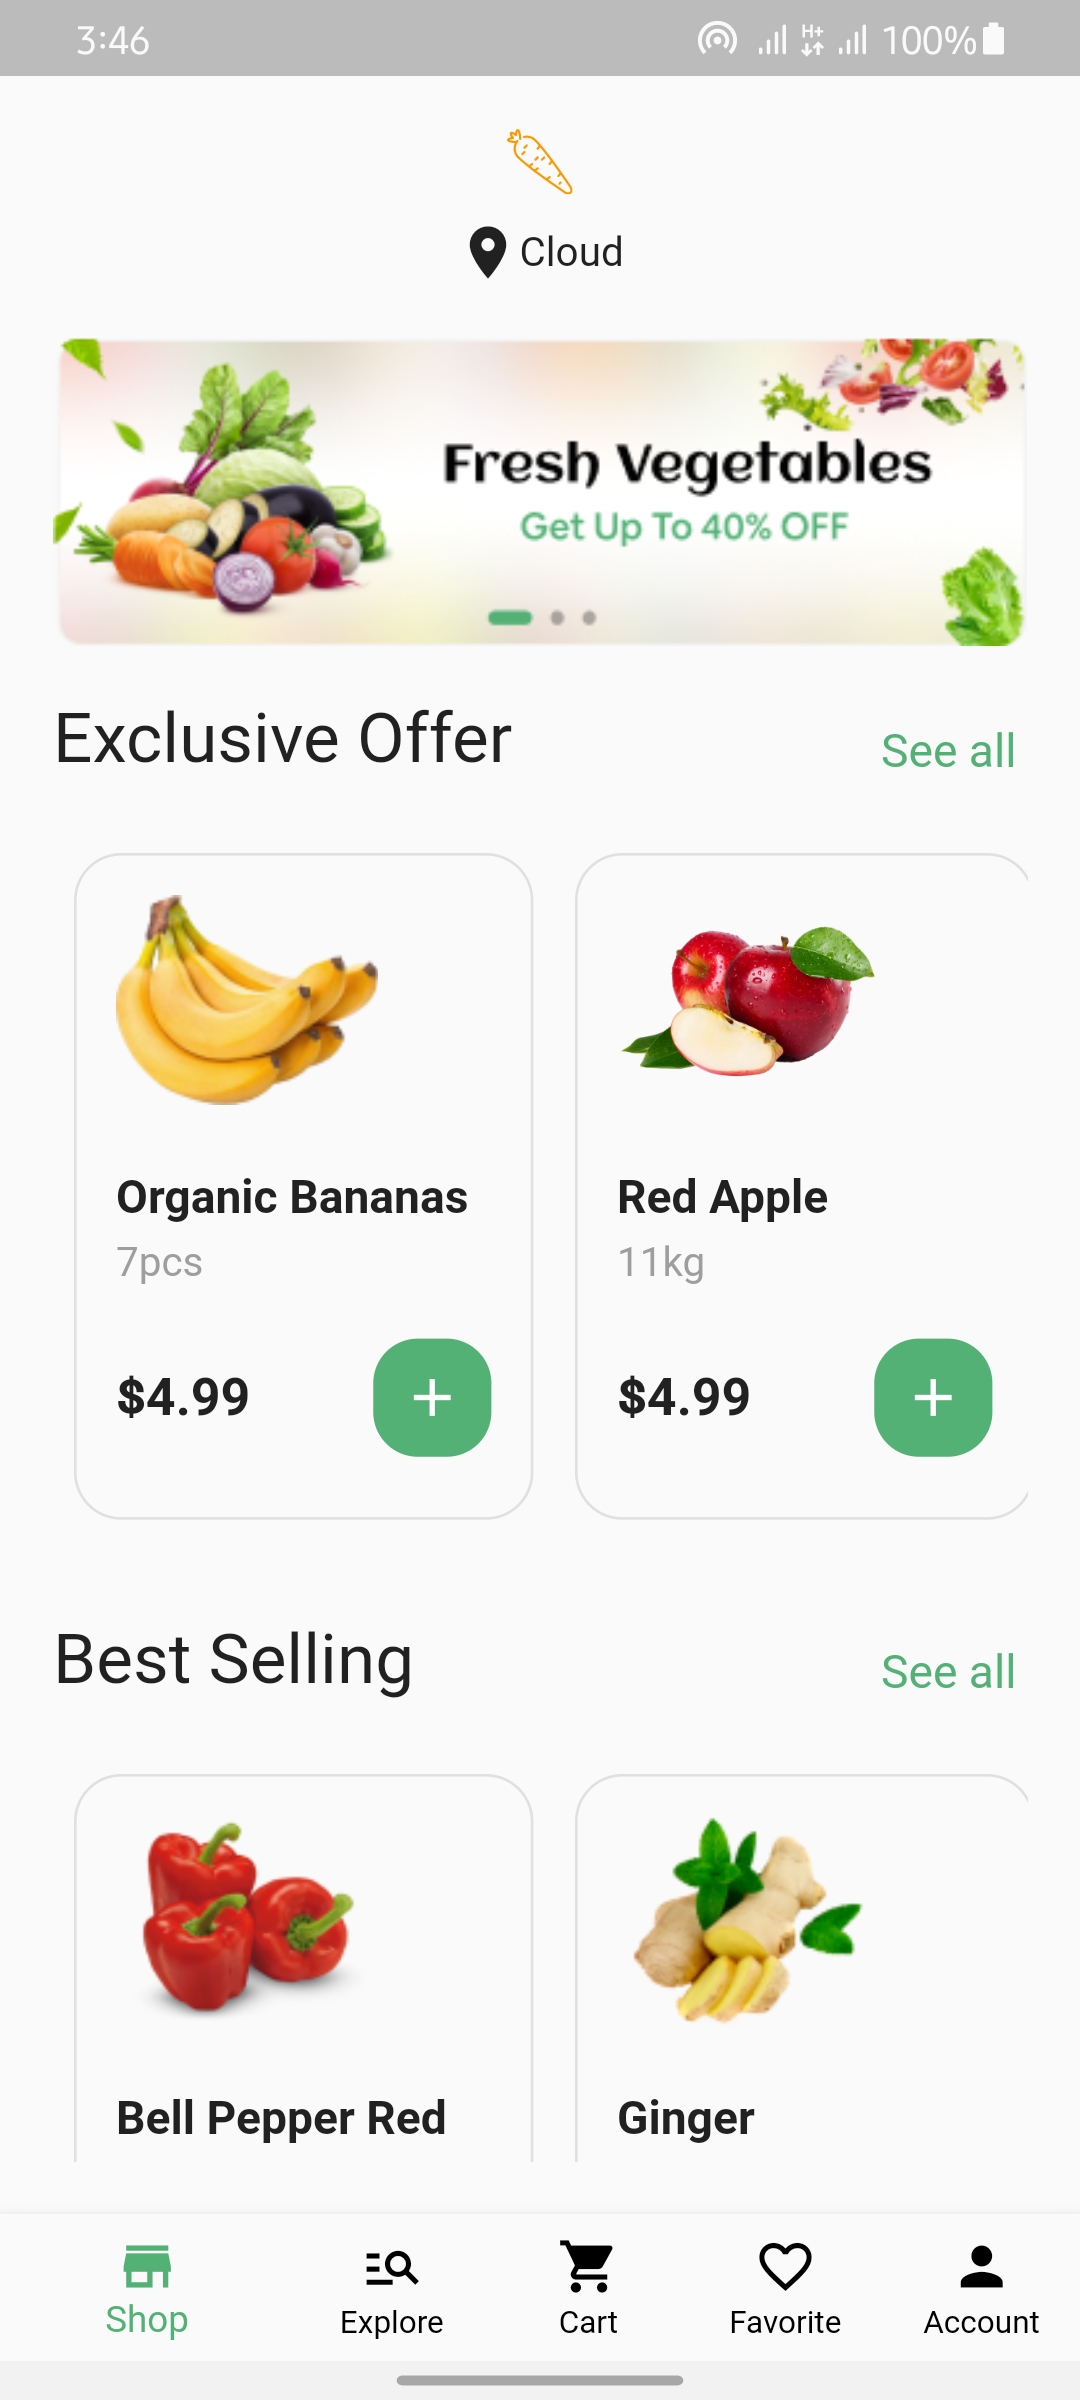 3:46
H+
100%
Cloud
Fresh Vegetables
Get Up To 40% OFF
Exclusive Offer
See all
Organic Bananas
Red Apple
7pcs
11kg
$4.99
$4.99
Best Selling
See all
Bell Pepper Red
Ginger
Shop
Explore
Cart
Favorite
Account